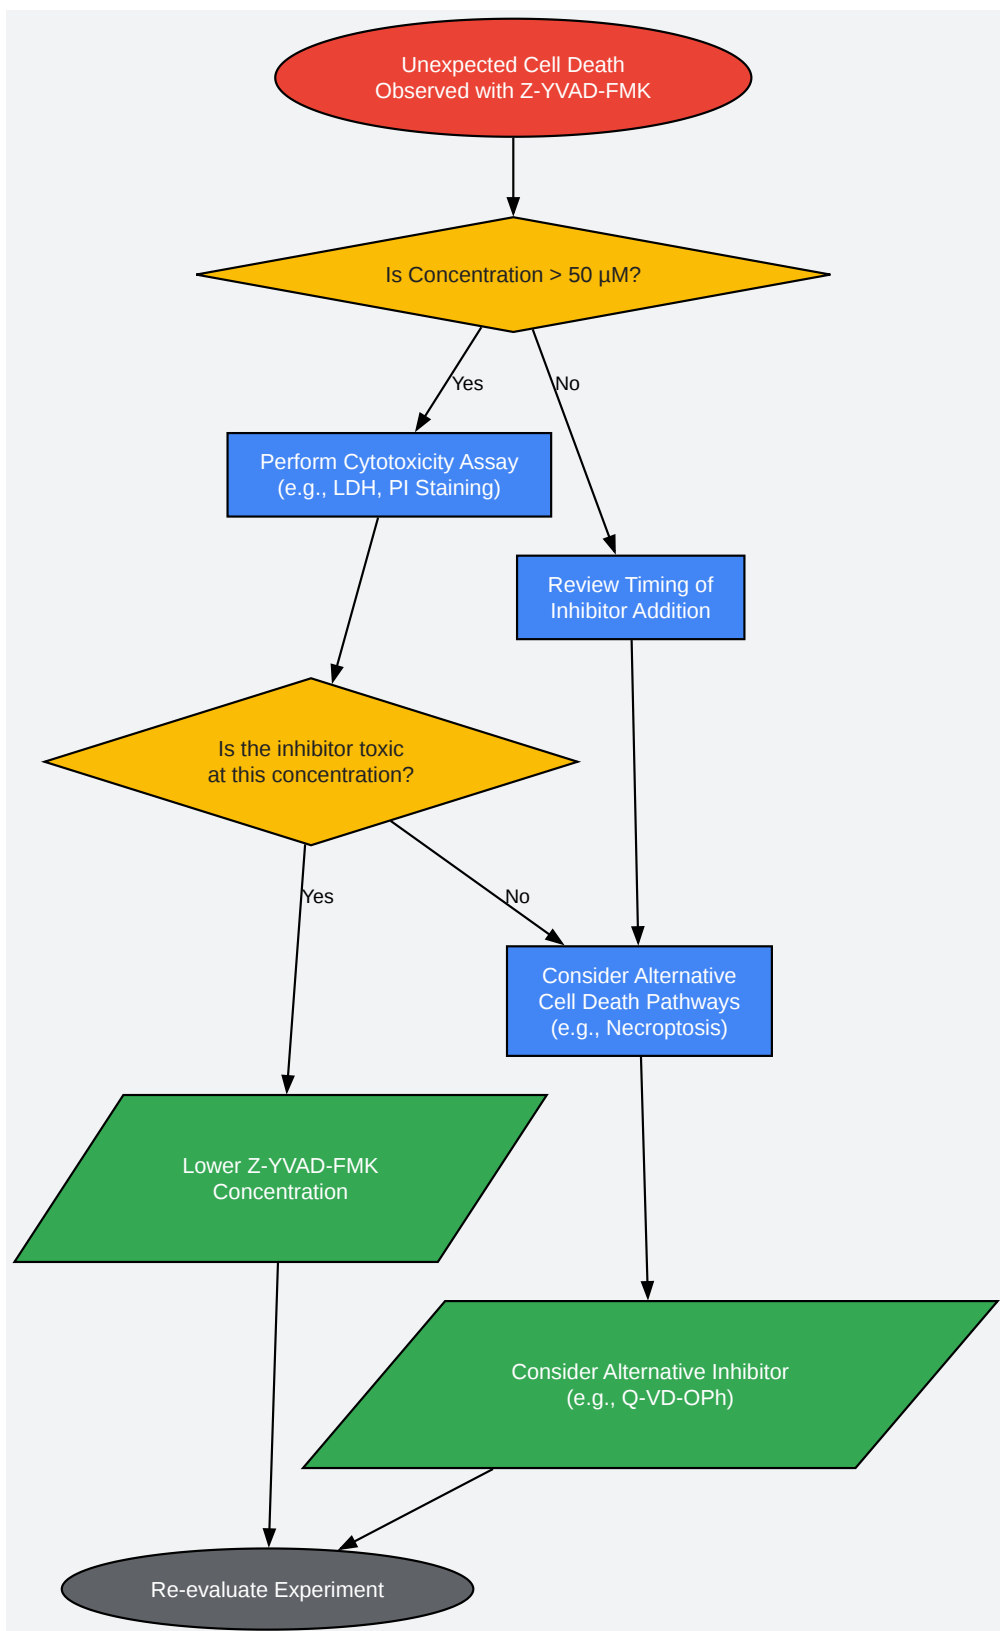 Unexpected Cell Death
Observed with Z-YVAD-FMK
Is Concentration > 50 µM?
Yes
No
Perform Cytotoxicity Assay
(e.g., LDH, PI Staining)
Review Timing of
Inhibitor Addition
Is the inhibitor toxic
at this concentration?
Yes
No
Consider Alternative
Cell Death Pathways
(e.g., Necroptosis)
Lower Z-YVAD-FMK
Concentration
Consider Alternative Inhibitor
(e.g., Q-VD-OPh)
Re-evaluate Experiment